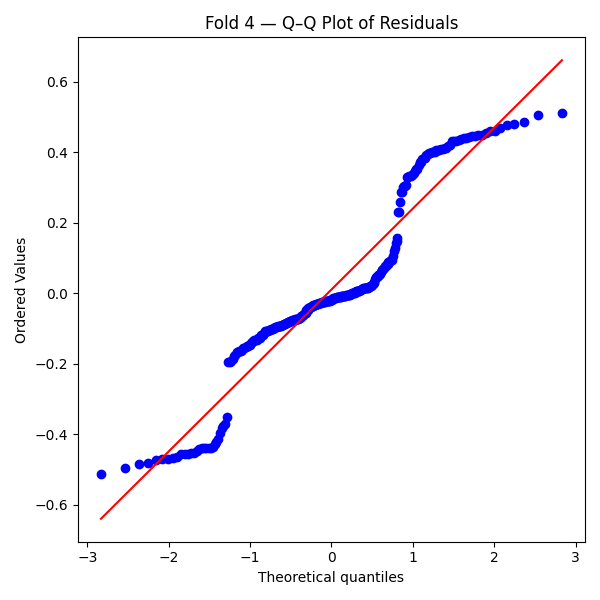 Fold 4 — Q–Q Plot of Residuals
Ordered Values
0.6
0.4
0.2
0.0
−0.2
−0.4
−0.6
−3 −2 −1 0 1 2 3
Theoretical quantiles